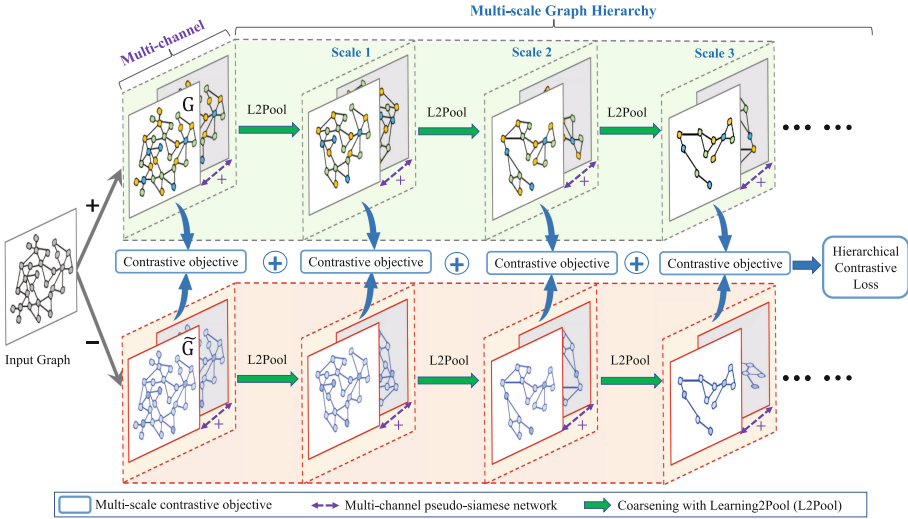 Multi-scale Graph Hierarchy
Multi-channel
Scale 1
Scale 2
Scale 3
G
L2Pool
L2Pool
L2Pool
+
+
+
+
+
Input Graph
−
Contrastive objective
+
Contrastive objective
+
Contrastive objective
+
Contrastive objective
Hierarchical
Contrastive
Loss
G̃
L2Pool
L2Pool
L2Pool
+
+
+
+
Multi-scale contrastive objective
Multi-channel pseudo-siamese network
Coarsening with Learning2Pool (L2Pool)